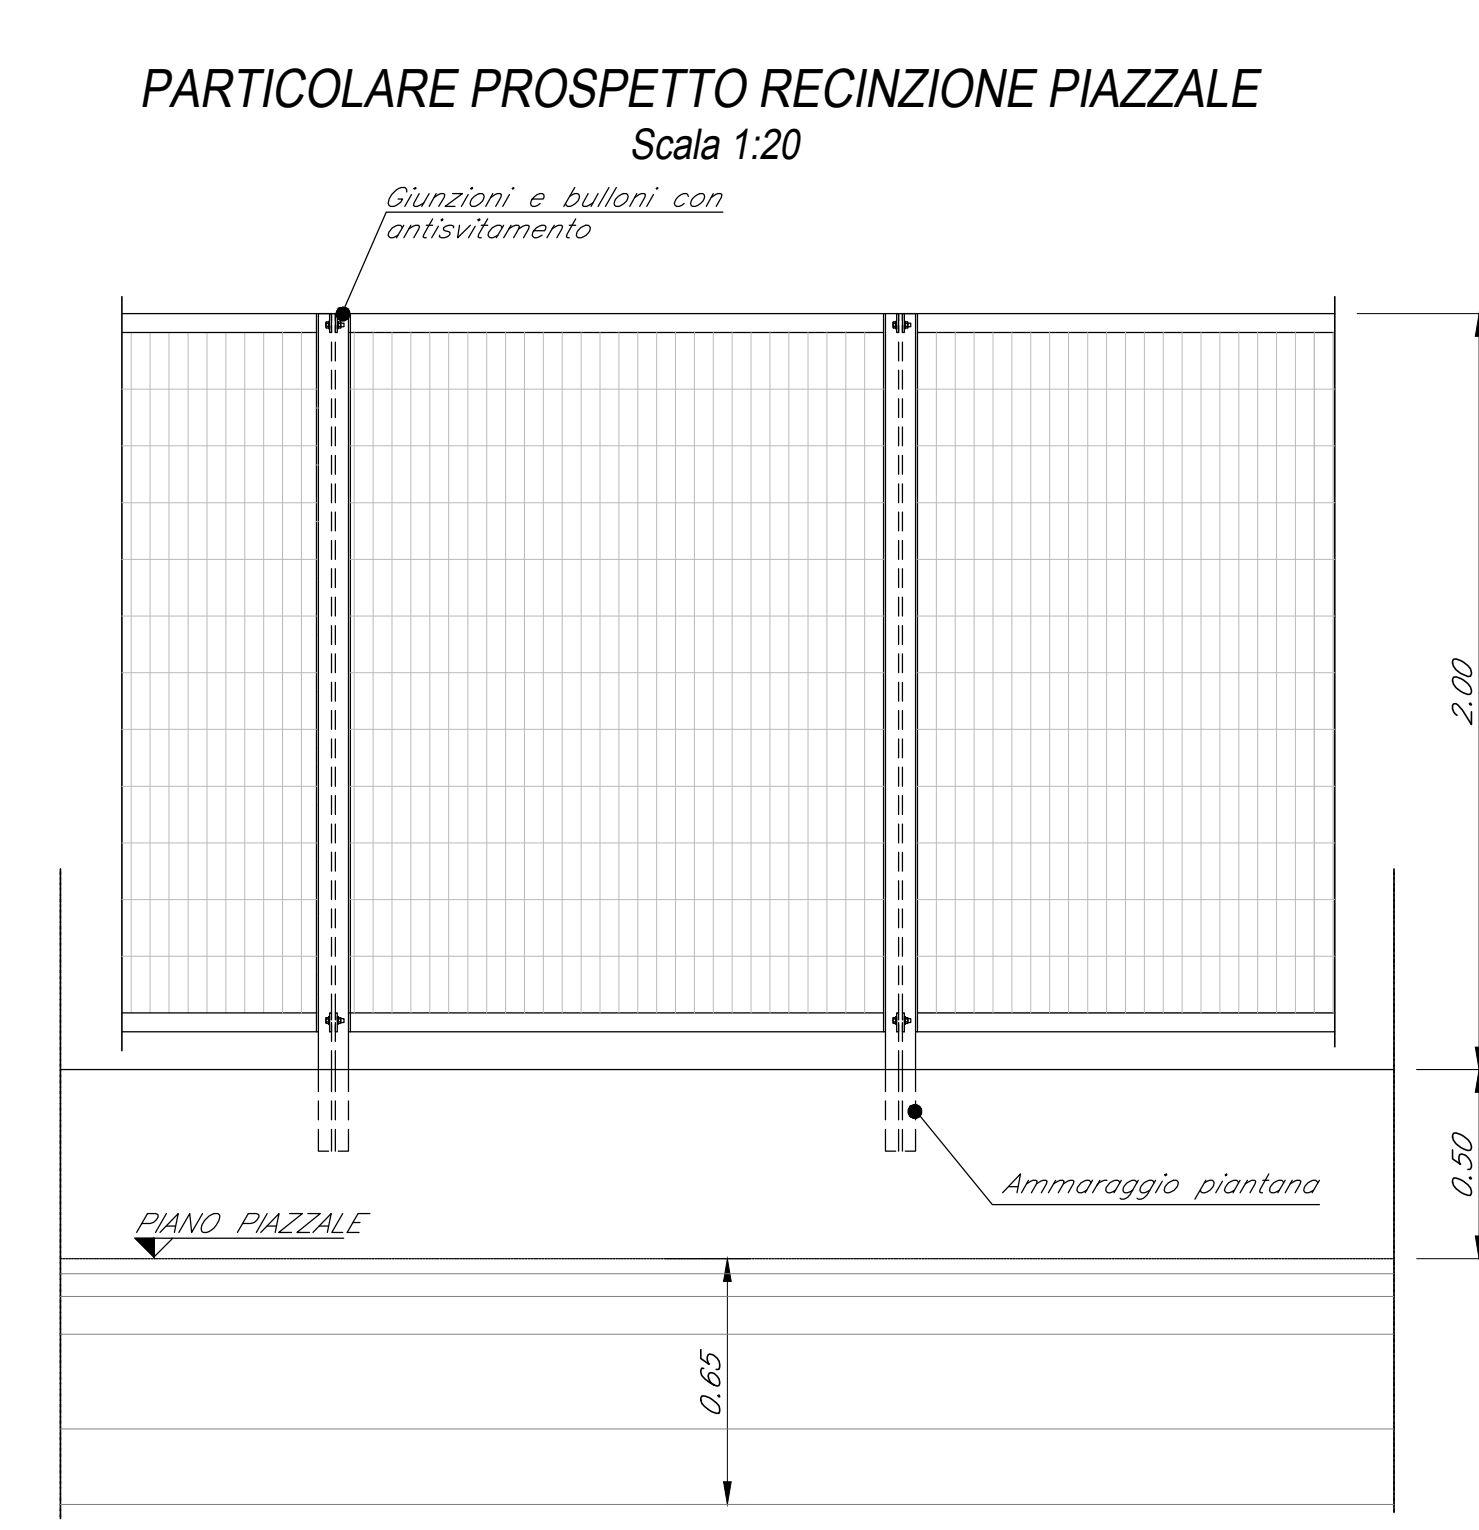 PARTICOLARE PROSPETTO RECINZIONE PIAZZALE
Scala 1:20
Giunzioni e bulloni con
antisvitamento
2.00
0.50
Ammaraggio piantana
PIANO PIAZZALE
0.65